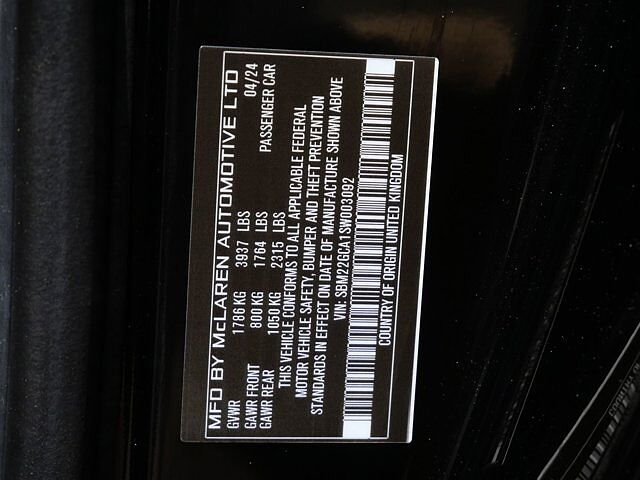 MFD BY McLAREN AUTOMOTIVE LTD
04/24
GVWR 1786 KG 3937 LBS
GAWR FRONT 800 KG 1764 LBS
PASSENGER CAR
GAWR REAR 1050 KG 2315 LBS
THIS VEHICLE CONFORMS TO ALL APPLICABLE FEDERAL
MOTOR VEHICLE SAFETY, BUMPER AND THEFT PREVENTION
STANDARDS IN EFFECT ON DATE OF MANUFACTURE SHOWN ABOVE
VIN: SBM22GCA1SW003092
COUNTRY OF ORIGIN UNITED KINGDOM